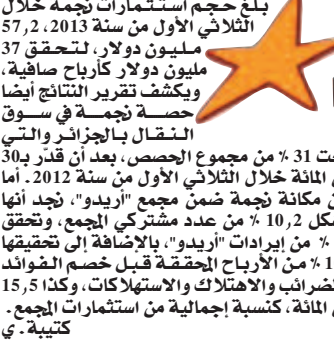 بلغ حجم استثمارات نجمة خلال
الثلاثي الأول من سنة 2013، 57,2
مليون دولار، لتحقق 37
مليون دولار كأرباح صافية،
ويكشف تقرير النتائج أيضا
حصة نجمة في سوق
النقال بالجزائر والتي
31 % من مجموع الحصص، بعد أن قدّر بـ30
المائة خلال الثلاثي الأول من سنة 2012. أما
مكانة نجمة ضمن مجمع "أريدو"، نجد أنها
10,2 % من عدد مشتركي المجمع، وتحقق
% من إيرادات "أريدو"، بالإضافة إلى تحقيقها
% من الأرباح المحققة قبل خصم الفوائد
والضرائب والاهتلاك والاستهلاكات، وكذا 15,5
المائة، كنسبة إجمالية من استثمارات المجمع.
كتيبة. ي